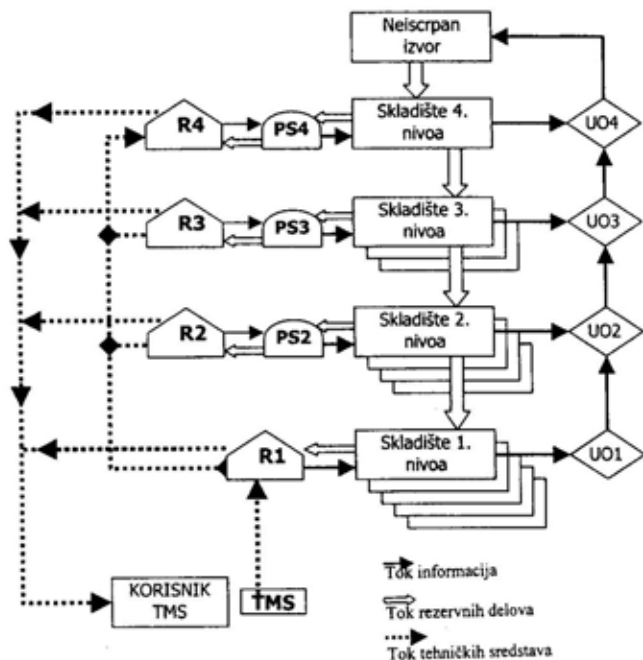 Neiscrpan
izvor
R4
PS4
Skladište 4.
nivoa
UO4
R3
PS3
Skladište 3.
nivoa
UO3
R2
PS2
Skladište 2.
nivoa
UO2
R1
Skladište 1.
nivoa
UO1
KORISNIK
TMS
TMS
Tok informacija
Tok rezervnih delova
Tok tehničkih sredstava